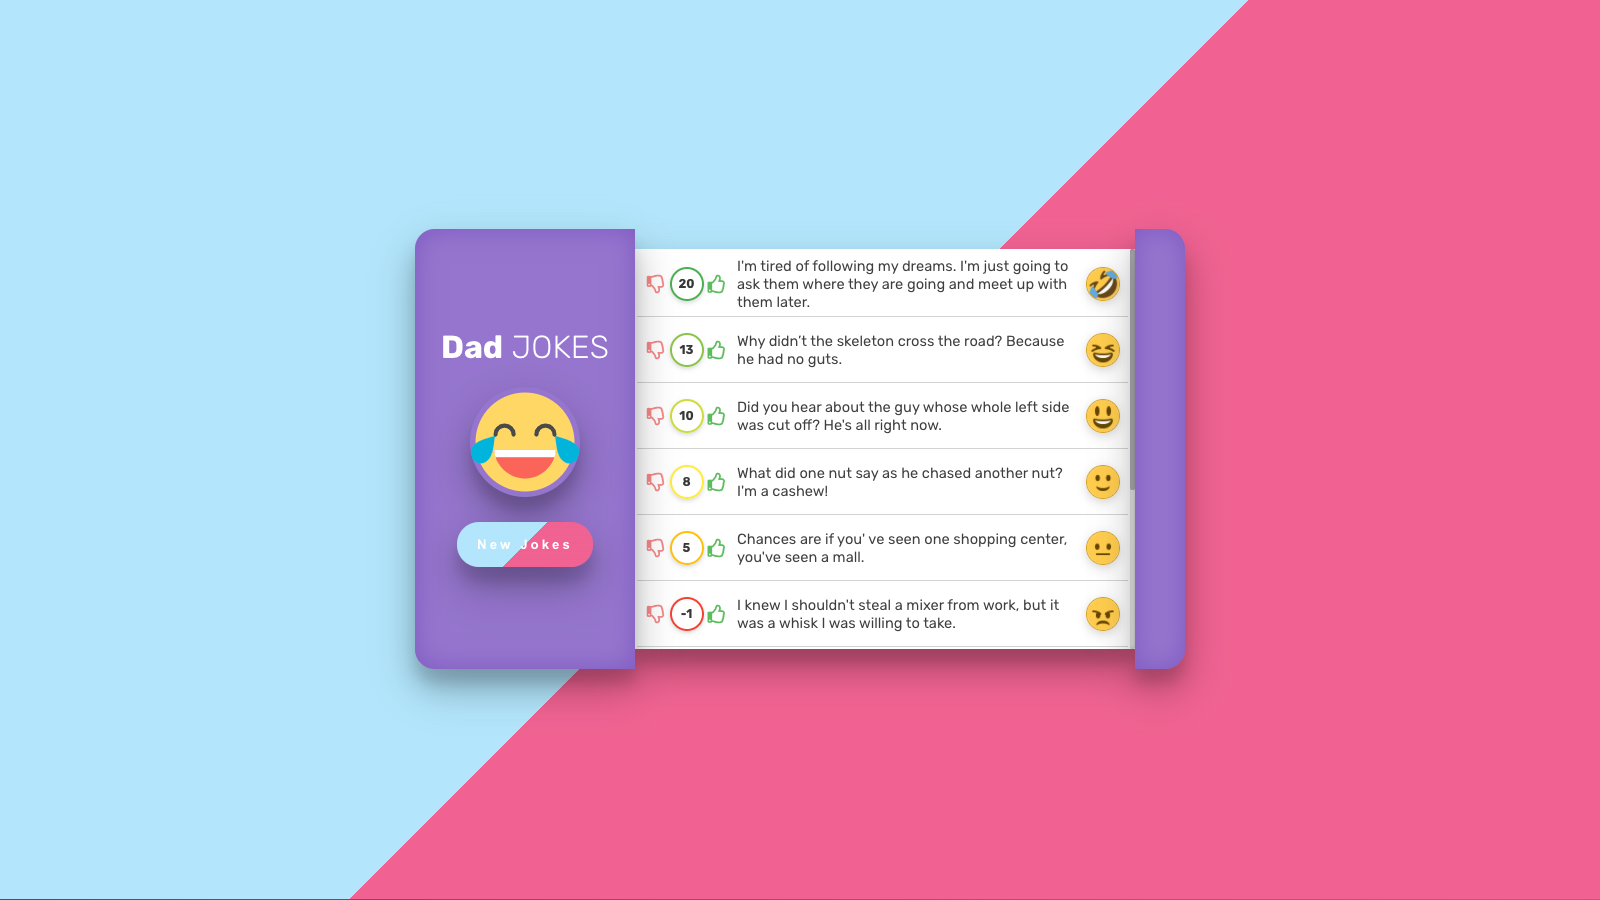 Dad JOKES
New Jokes
20
I'm tired of following my dreams. I'm just going to
ask them where they are going and meet up with
them later.
13
Why didn't the skeleton cross the road? Because
he had no guts.
10
Did you hear about the guy whose whole left side
was cut off? He's all right now.
8
What did one nut say as he chased another nut?
I'm a cashew!
5
Chances are if you' ve seen one shopping center,
you've seen a mall.
-1
I knew I shouldn't steal a mixer from work, but it
was a whisk I was willing to take.